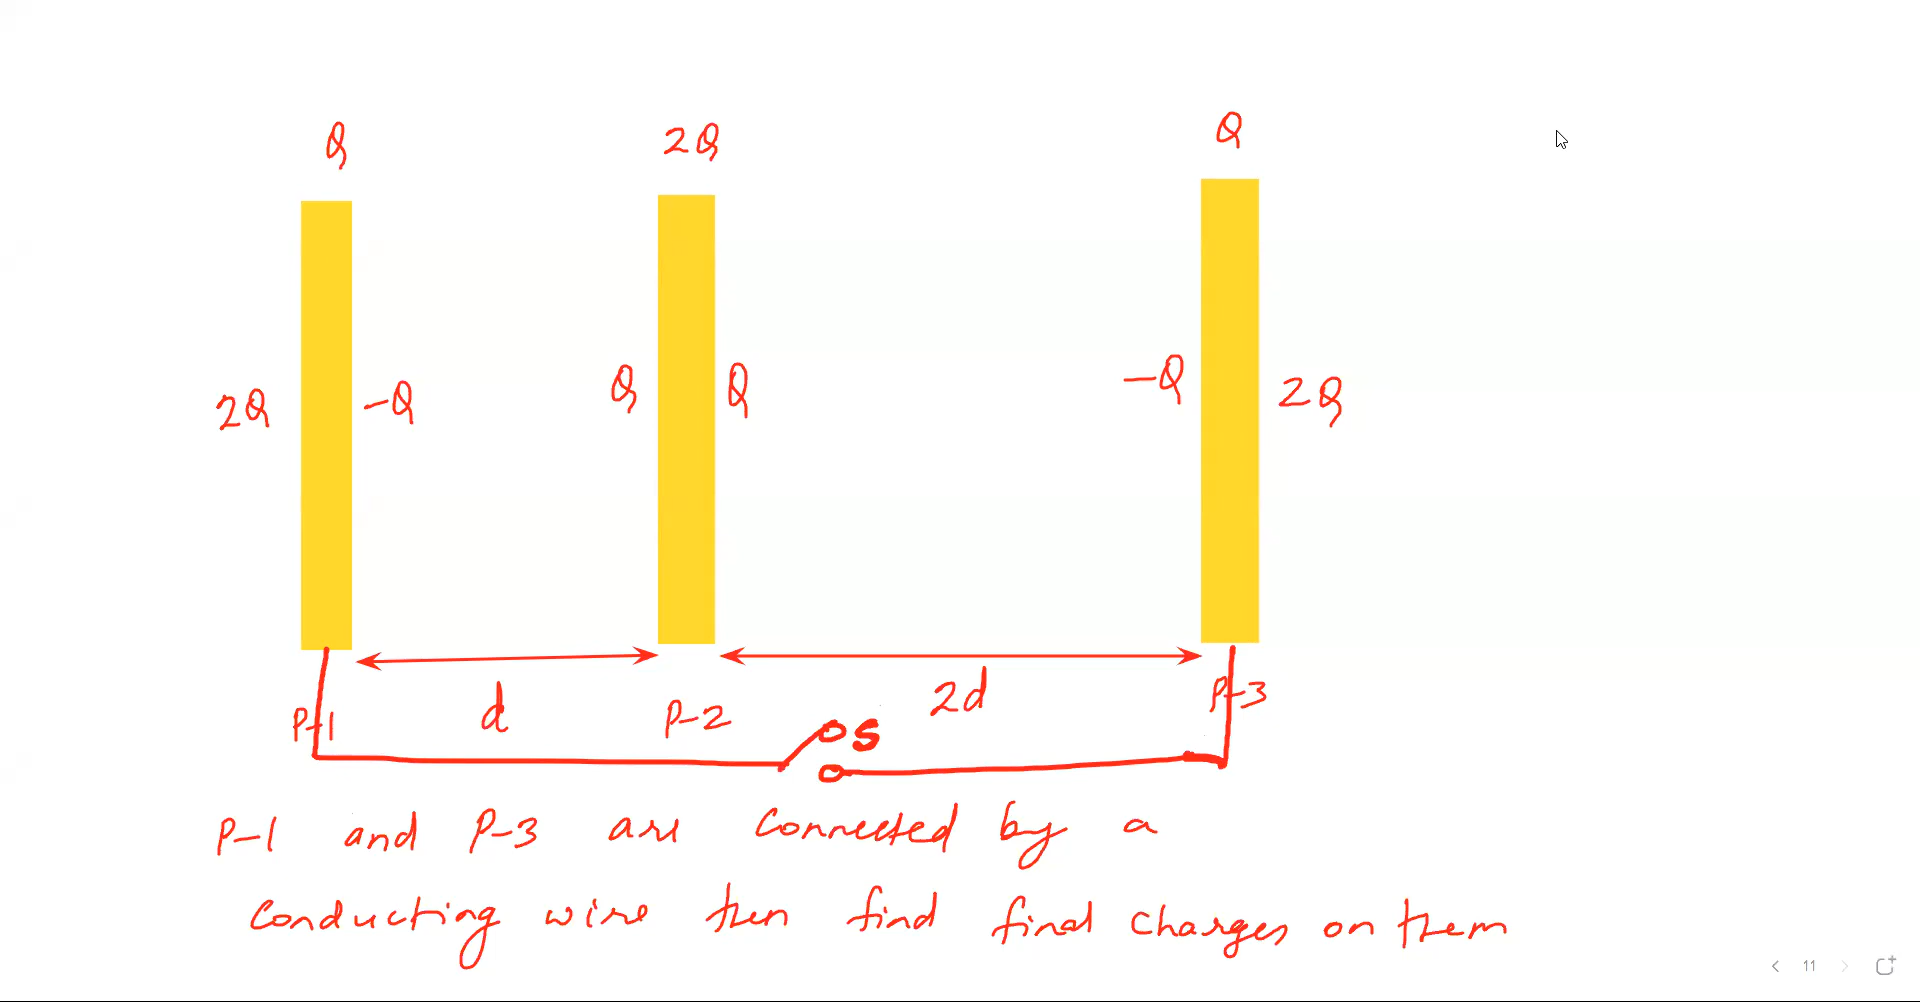 Q 2Q Q
2Q -Q Q Q -Q 2Q
d 2d
P-1 P-2 P-3
S
P-1 and P-3 are connected by a
conducting wire then find final charges on them
11